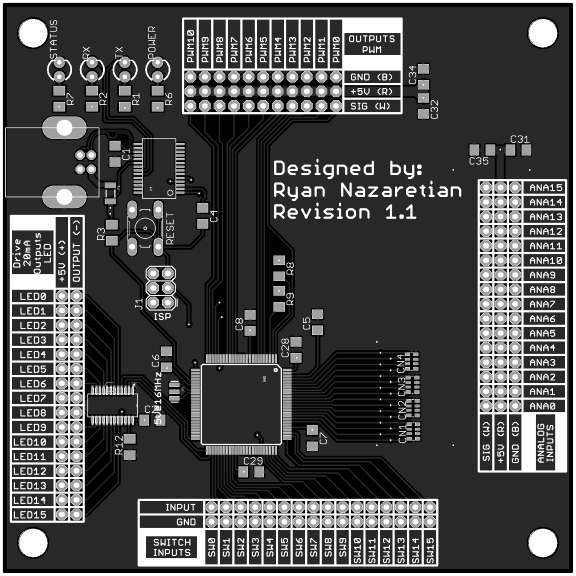 STATUS
RX
TX
POWER
R7
R2
R1
R6
PWM10
PWM9
PWM8
PWM7
PWM6
PWM5
PWM4
PWM3
PWM2
PWM1
PWM0
OUTPUTS
PWM
GND (B)
+5V (R)
SIG (W)
C34
C32
C1
C31
C35
Designed by:
Ryan Nazaretian
Revision 1.1
R3
RESET
C4
J1
ISP
Drive
20mA
Outputs
LED
+5V (+)
OUTPUT (-)
LED0
LED1
LED2
LED3
LED4
LED5
LED6
LED7
LED8
LED9
LED10
LED11
LED12
LED13
LED14
LED15
ANA15
ANA14
ANA13
ANA12
ANA11
ANA10
ANA9
ANA8
ANA7
ANA6
ANA5
ANA4
ANA3
ANA2
ANA1
ANA0
SIG (W)
+5V (R)
GND (B)
ANALOG
INPUTS
R8
R9
C8
C5
C28
C6
R12
C7
C29
CN4
CN3
CN2
CN1
INPUT
GND
SWITCH
INPUTS
SW0
SW1
SW2
SW3
SW4
SW5
SW6
SW7
SW8
SW9
SW10
SW11
SW12
SW13
SW14
SW15